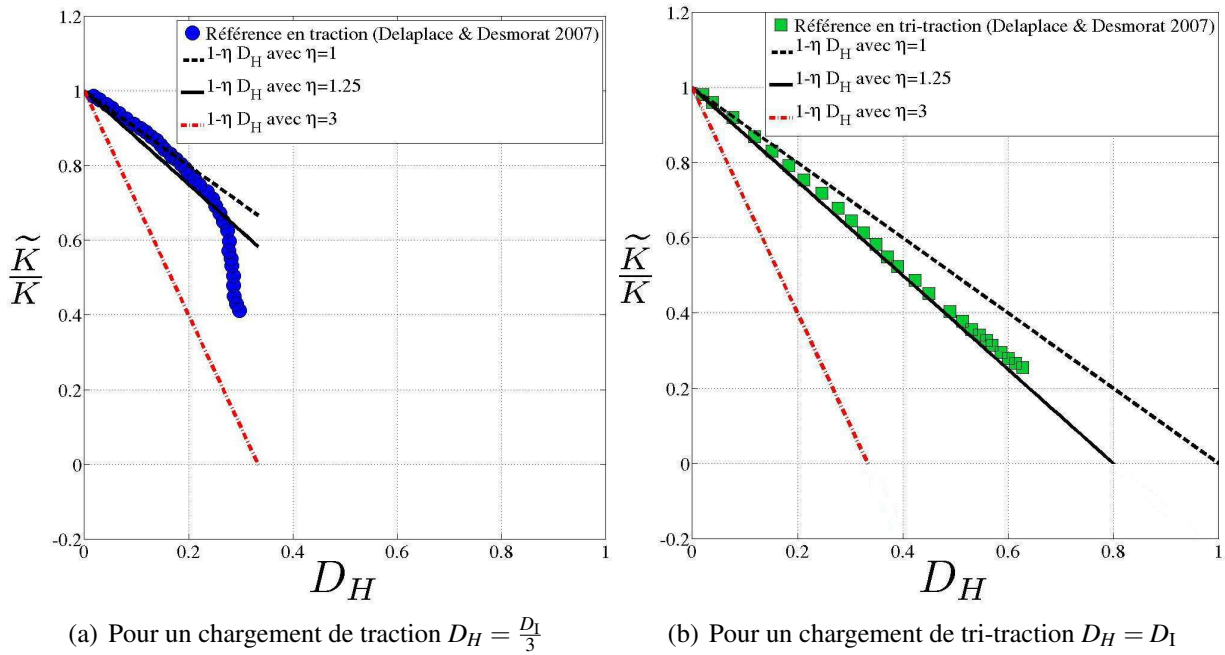 1.2
1
0.8
0.6
0.4
0.2
0
-0.2
0
0.2
0.4
0.6
0.8
1
K̃/K
D_H
Référence en traction (Delaplace & Desmorat 2007)
1-η D_H avec η=1
1-η D_H avec η=1.25
1-η D_H avec η=3
(a) Pour un chargement de traction D_H = D_I/3
1.2
1
0.8
0.6
0.4
0.2
0
-0.2
0
0.2
0.4
0.6
0.8
1
K̃/K
D_H
Référence en tri-traction (Delaplace & Desmorat 2007)
1-η D_H avec η=1
1-η D_H avec η=1.25
1-η D_H avec η=3
(b) Pour un chargement de tri-traction D_H = D_I